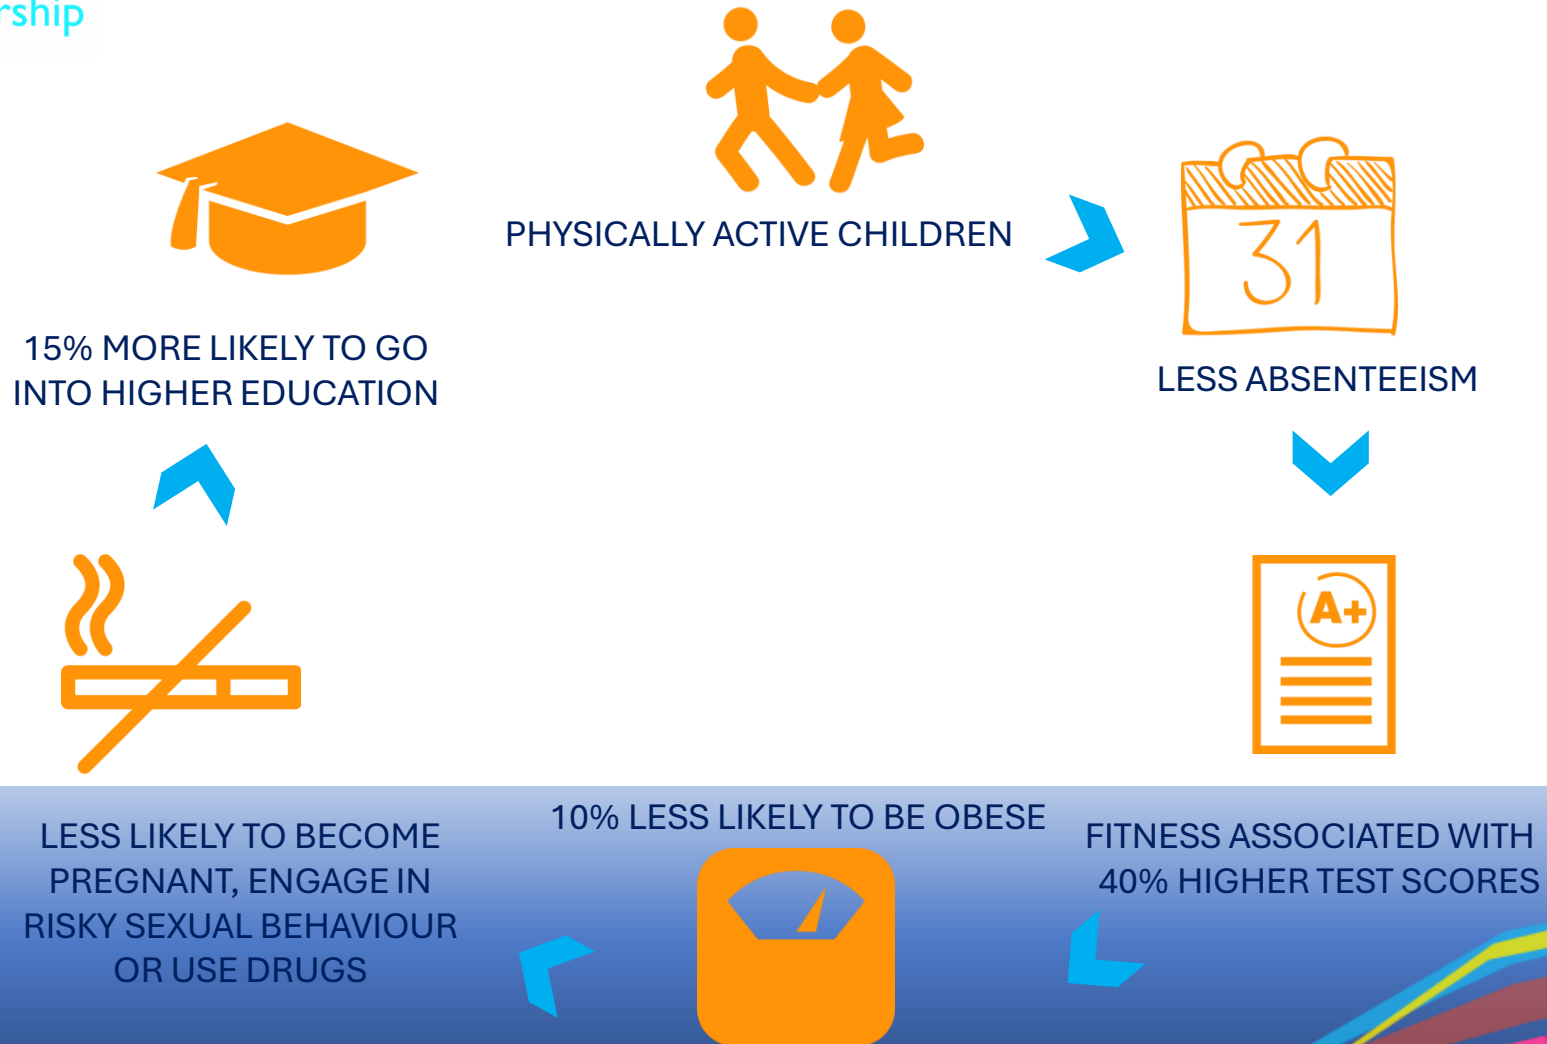 PHYSICALLY ACTIVE CHILDREN
31
LESS ABSENTEEISM
A+
FITNESS ASSOCIATED WITH
40% HIGHER TEST SCORES
10% LESS LIKELY TO BE OBESE
LESS LIKELY TO BECOME
PREGNANT, ENGAGE IN
RISKY SEXUAL BEHAVIOUR
OR USE DRUGS
15% MORE LIKELY TO GO
INTO HIGHER EDUCATION